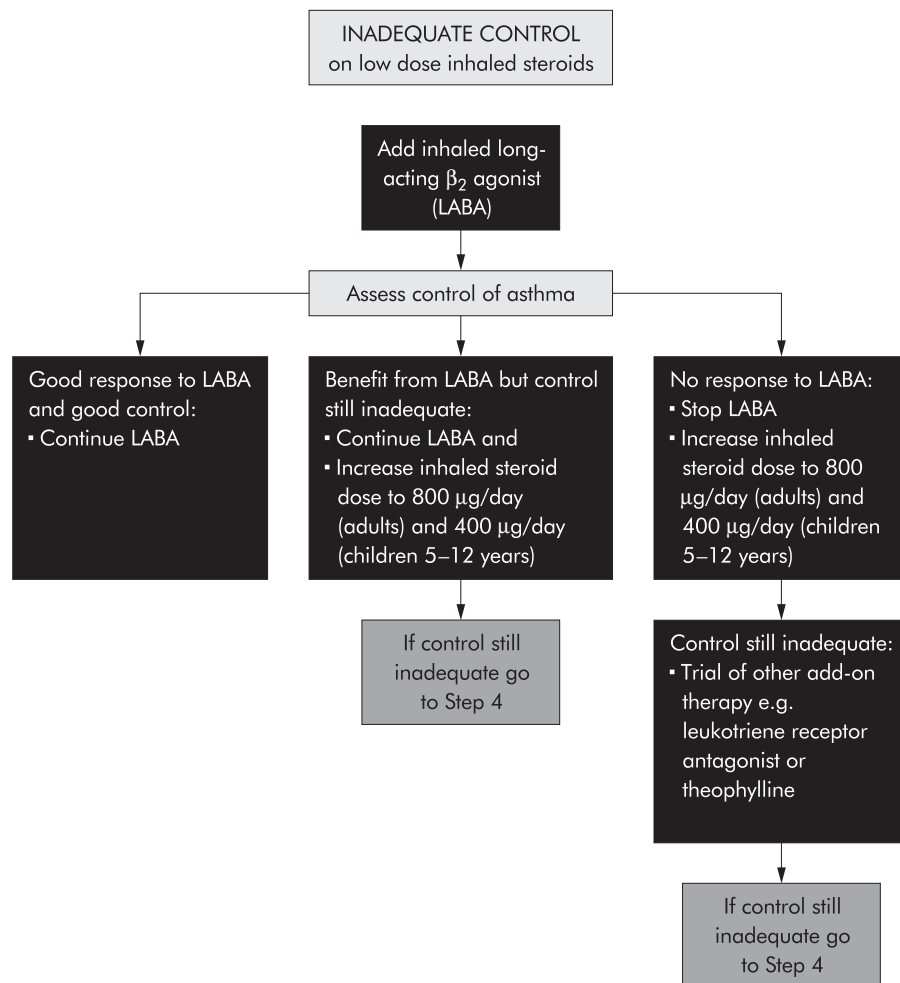 INADEQUATE CONTROL
on low dose inhaled steroids
Add inhaled long-
acting β₂ agonist
(LABA)
Assess control of asthma
Good response to LABA
and good control:
▪ Continue LABA
Benefit from LABA but control
still inadequate:
▪ Continue LABA and
▪ Increase inhaled steroid
dose to 800 μg/day
(adults) and 400 μg/day
(children 5–12 years)
If control still
inadequate go
to Step 4
No response to LABA:
▪ Stop LABA
▪ Increase inhaled
steroid dose to 800
μg/day (adults) and
400 μg/day (children
5–12 years)
Control still inadequate:
▪ Trial of other add-on
therapy e.g.
leukotriene receptor
antagonist or
theophylline
If control still
inadequate go
to Step 4